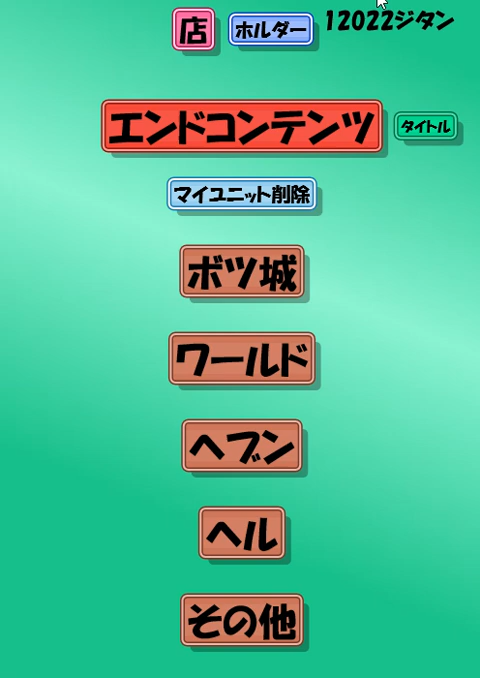 店 ホルダー 12022ジタン
エンドコンテンツ タイトル
マイユニット削除
ボツ城
ワールド
ヘブン
ヘル
その他